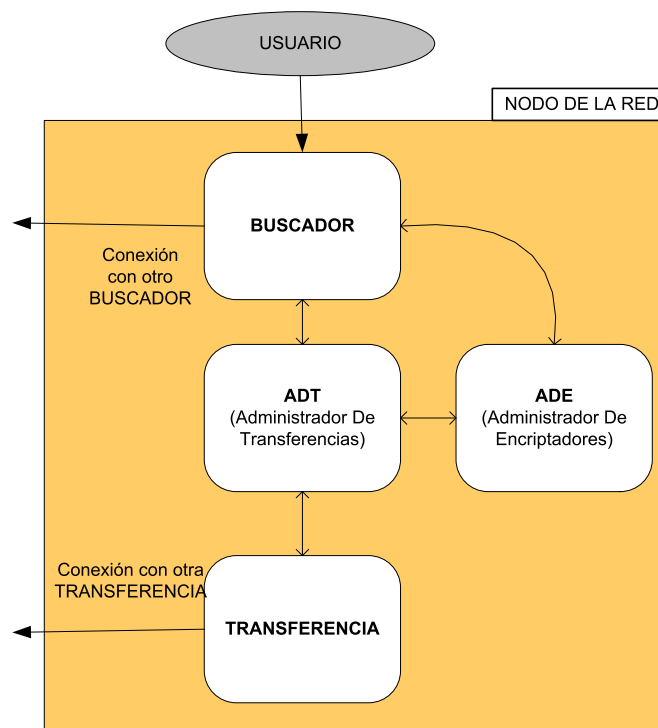 USUARIO
NODO DE LA RED
BUSCADOR
Conexión
con otro
BUSCADOR
ADT
(Administrador De
Transferencias)
ADE
(Administrador De
Encriptadores)
Conexión con otra
TRANSFERENCIA
TRANSFERENCIA